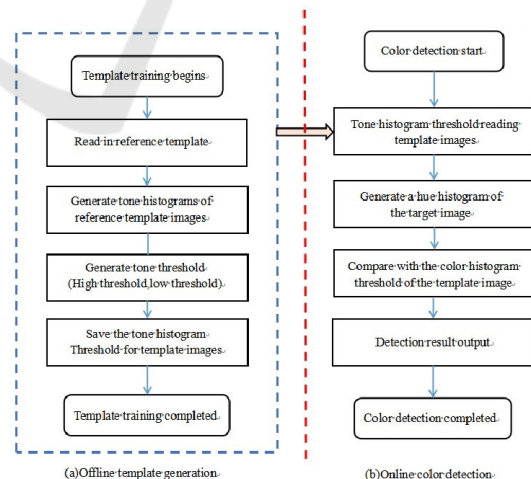 Template training begins
Read in reference template
Generate tone histograms of
reference template images
Generate tone threshold
(High threshold,low threshold)
Save the tone histogram
Threshold for template images
Template training completed
(a)Offline template generation
Color detection start
Tone histogram threshold reading
template images
Generate a hue histogram of
the target image
Compare with the color histogram
threshold of the template image
Detection result output
Color detection completed
(b)Online color detection